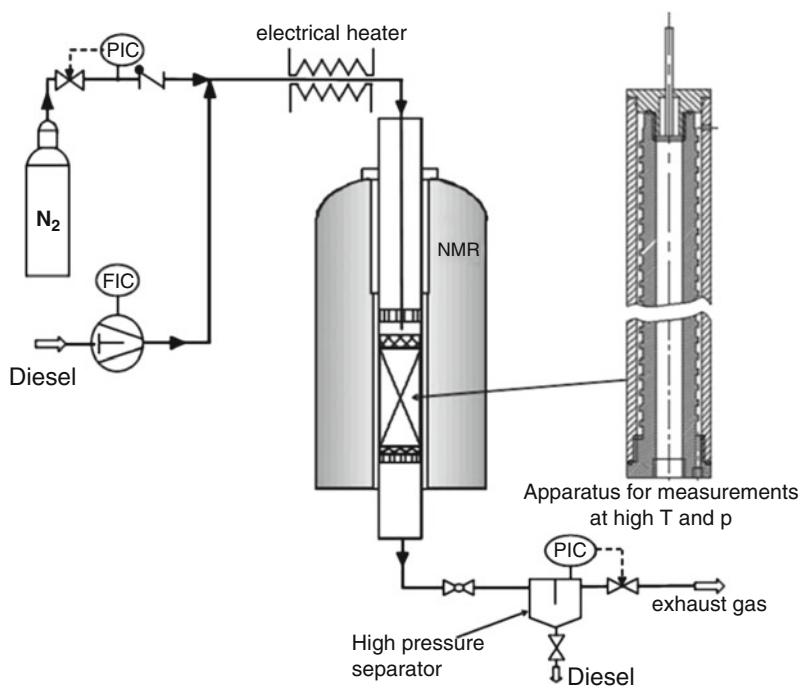 electrical heater
PIC
N2
NMR
FIC
Diesel
Apparatus for measurements
at high T and p
PIC
exhaust gas
High pressure
separator
Diesel